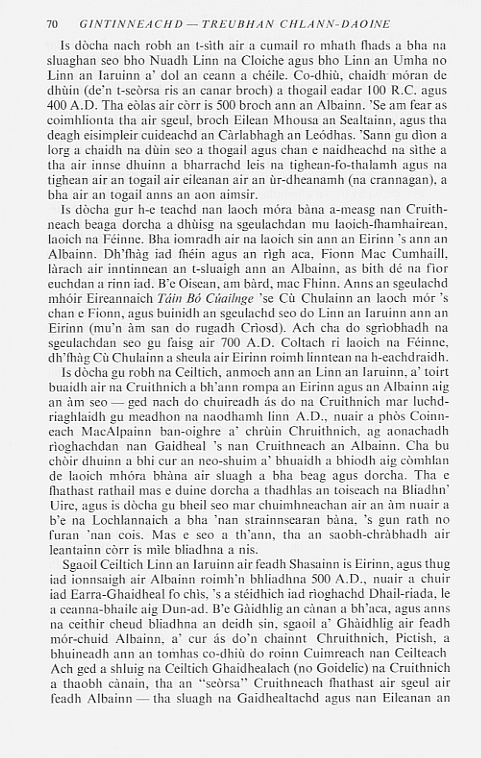 70 GINTINNEACHD — TREUBHAN CHLANN-DAOINE
Is dòcha nach robh an t-sìth air a cumail ro mhath fhads a bha na
sluaghan seo bho Nuadh Linn na Cloiche agus bho Linn an Umha no
Linn an Iaruinn a' dol an ceann a chéile. Co-dhiù, chaidh móran de
dhùin (de'n t-seòrsa ris an canar broch) a thogail eadar 100 R.C. agus
400 A.D. Tha eòlas air còrr is 500 broch ann an Albainn. 'Se am fear as
coimhlionta tha air sgeul, broch Eilean Mhousa an Sealtainn, agus tha
deagh eisimpleir cuideachd an Càrlabhagh an Leódhas. 'Sann gu dìon a
lorg a chaidh na dùin seo a thogail agus chan e naidheachd na sìthe a
tha air innse dhuinn a bharrachd leis na tighean-fo-thalamh agus na
tighean air an togail air eileanan air an ùr-dheanamh (na crannagan), a
bha air an togail anns an aon aimsir.
Is dòcha gur h-e teachd nan laoch móra bàna a-measg nan Cruith-
neach beaga dorcha a dhùisg na sgeulachdan mu laoich-fhamhairean,
laoich na Féinne. Bha iomradh air na laoich sin ann an Eirinn 's ann an
Albainn. Dh'fhàg iad fhéin agus an rìgh aca, Fionn Mac Cumhaill,
làrach air inntinnean an t-sluaigh ann an Albainn, as bith dé na fìor
euchdan a rinn iad. B'e Oisean, am bàrd, mac Fhinn. Anns an sgeulachd
mhóir Eireannaich Táin Bó Cúailnge 'se Cù Chulainn an laoch mór 's
chan e Fionn, agus buinidh an sgeulachd seo do Linn an Iaruinn ann an
Eirinn (mu'n àm san do rugadh Crìosd). Ach cha do sgrìobhadh na
sgeulachdan seo gu faisg air 700 A.D. Coltach ri laoich na Féinne,
dh'fhàg Cù Chulainn a sheula air Eirinn roimh linntean na h-eachdraidh.
Is dòcha gu robh na Ceiltich, anmoch ann an Linn an Iaruinn, a' toirt
buaidh air na Cruithnich a bh'ann rompa an Eirinn agus an Albainn aig
an àm seo — ged nach do chuireadh ás do na Cruithnich mar luchd-
riaghlaidh gu meadhon na naodhamh linn A.D., nuair a phòs Coinn-
each MacAlpainn ban-oighre a' chrùin Chruithnich, ag aonachadh
rìoghachdan nan Gaidheal 's nan Cruithneach an Albainn. Cha bu
chòir dhuinn a bhi cur an neo-shuim a' bhuaidh a bhiodh aig còmhlan
de laoich mhóra bhàna air sluagh a bha beag agus dorcha. Tha e
fhathast rathail mas e duine dorcha a thadhlas an toiseach na Bliadhn'
Uire, agus is dòcha gu bheil seo mar chuimhneachan air an àm nuair a
b'e na Lochlannaich a bha 'nan strainnsearan bàna, 's gun rath no
furan 'nan cois. Mas e seo a th'ann, tha an saobh-chràbhadh air
leantainn còrr is mìle bliadhna a nis.
Sgaoil Ceiltich Linn an Iaruinn air feadh Shasainn is Eirinn, agus thug
iad ionnsaigh air Albainn roimh'n bhliadhna 500 A.D., nuair a chuir
iad Earra-Ghaidheal fo chìs, 's a stéidhich iad rìoghachd Dhail-riada, le
a ceanna-bhaile aig Dun-ad. B'e Gàidhlig an cànan a bh'aca, agus anns
na ceithir cheud bliadhna an deidh sin, sgaoil a' Ghàidhlig air feadh
mór-chuid Albainn, a' cur ás do'n chainnt Chruithnich, Pictish, a
bhuineadh ann an tomhas co-dhiù do roinn Cuimreach nan Ceilteach
Ach ged a shluig na Ceiltich Ghaidhealach (no Goidelic) na Cruithnich
a thaobh cànain, tha an "seòrsa" Cruithneach fhathast air sgeul air
feadh Albainn — tha sluagh na Gaidhealtachd agus nan Eileanan an